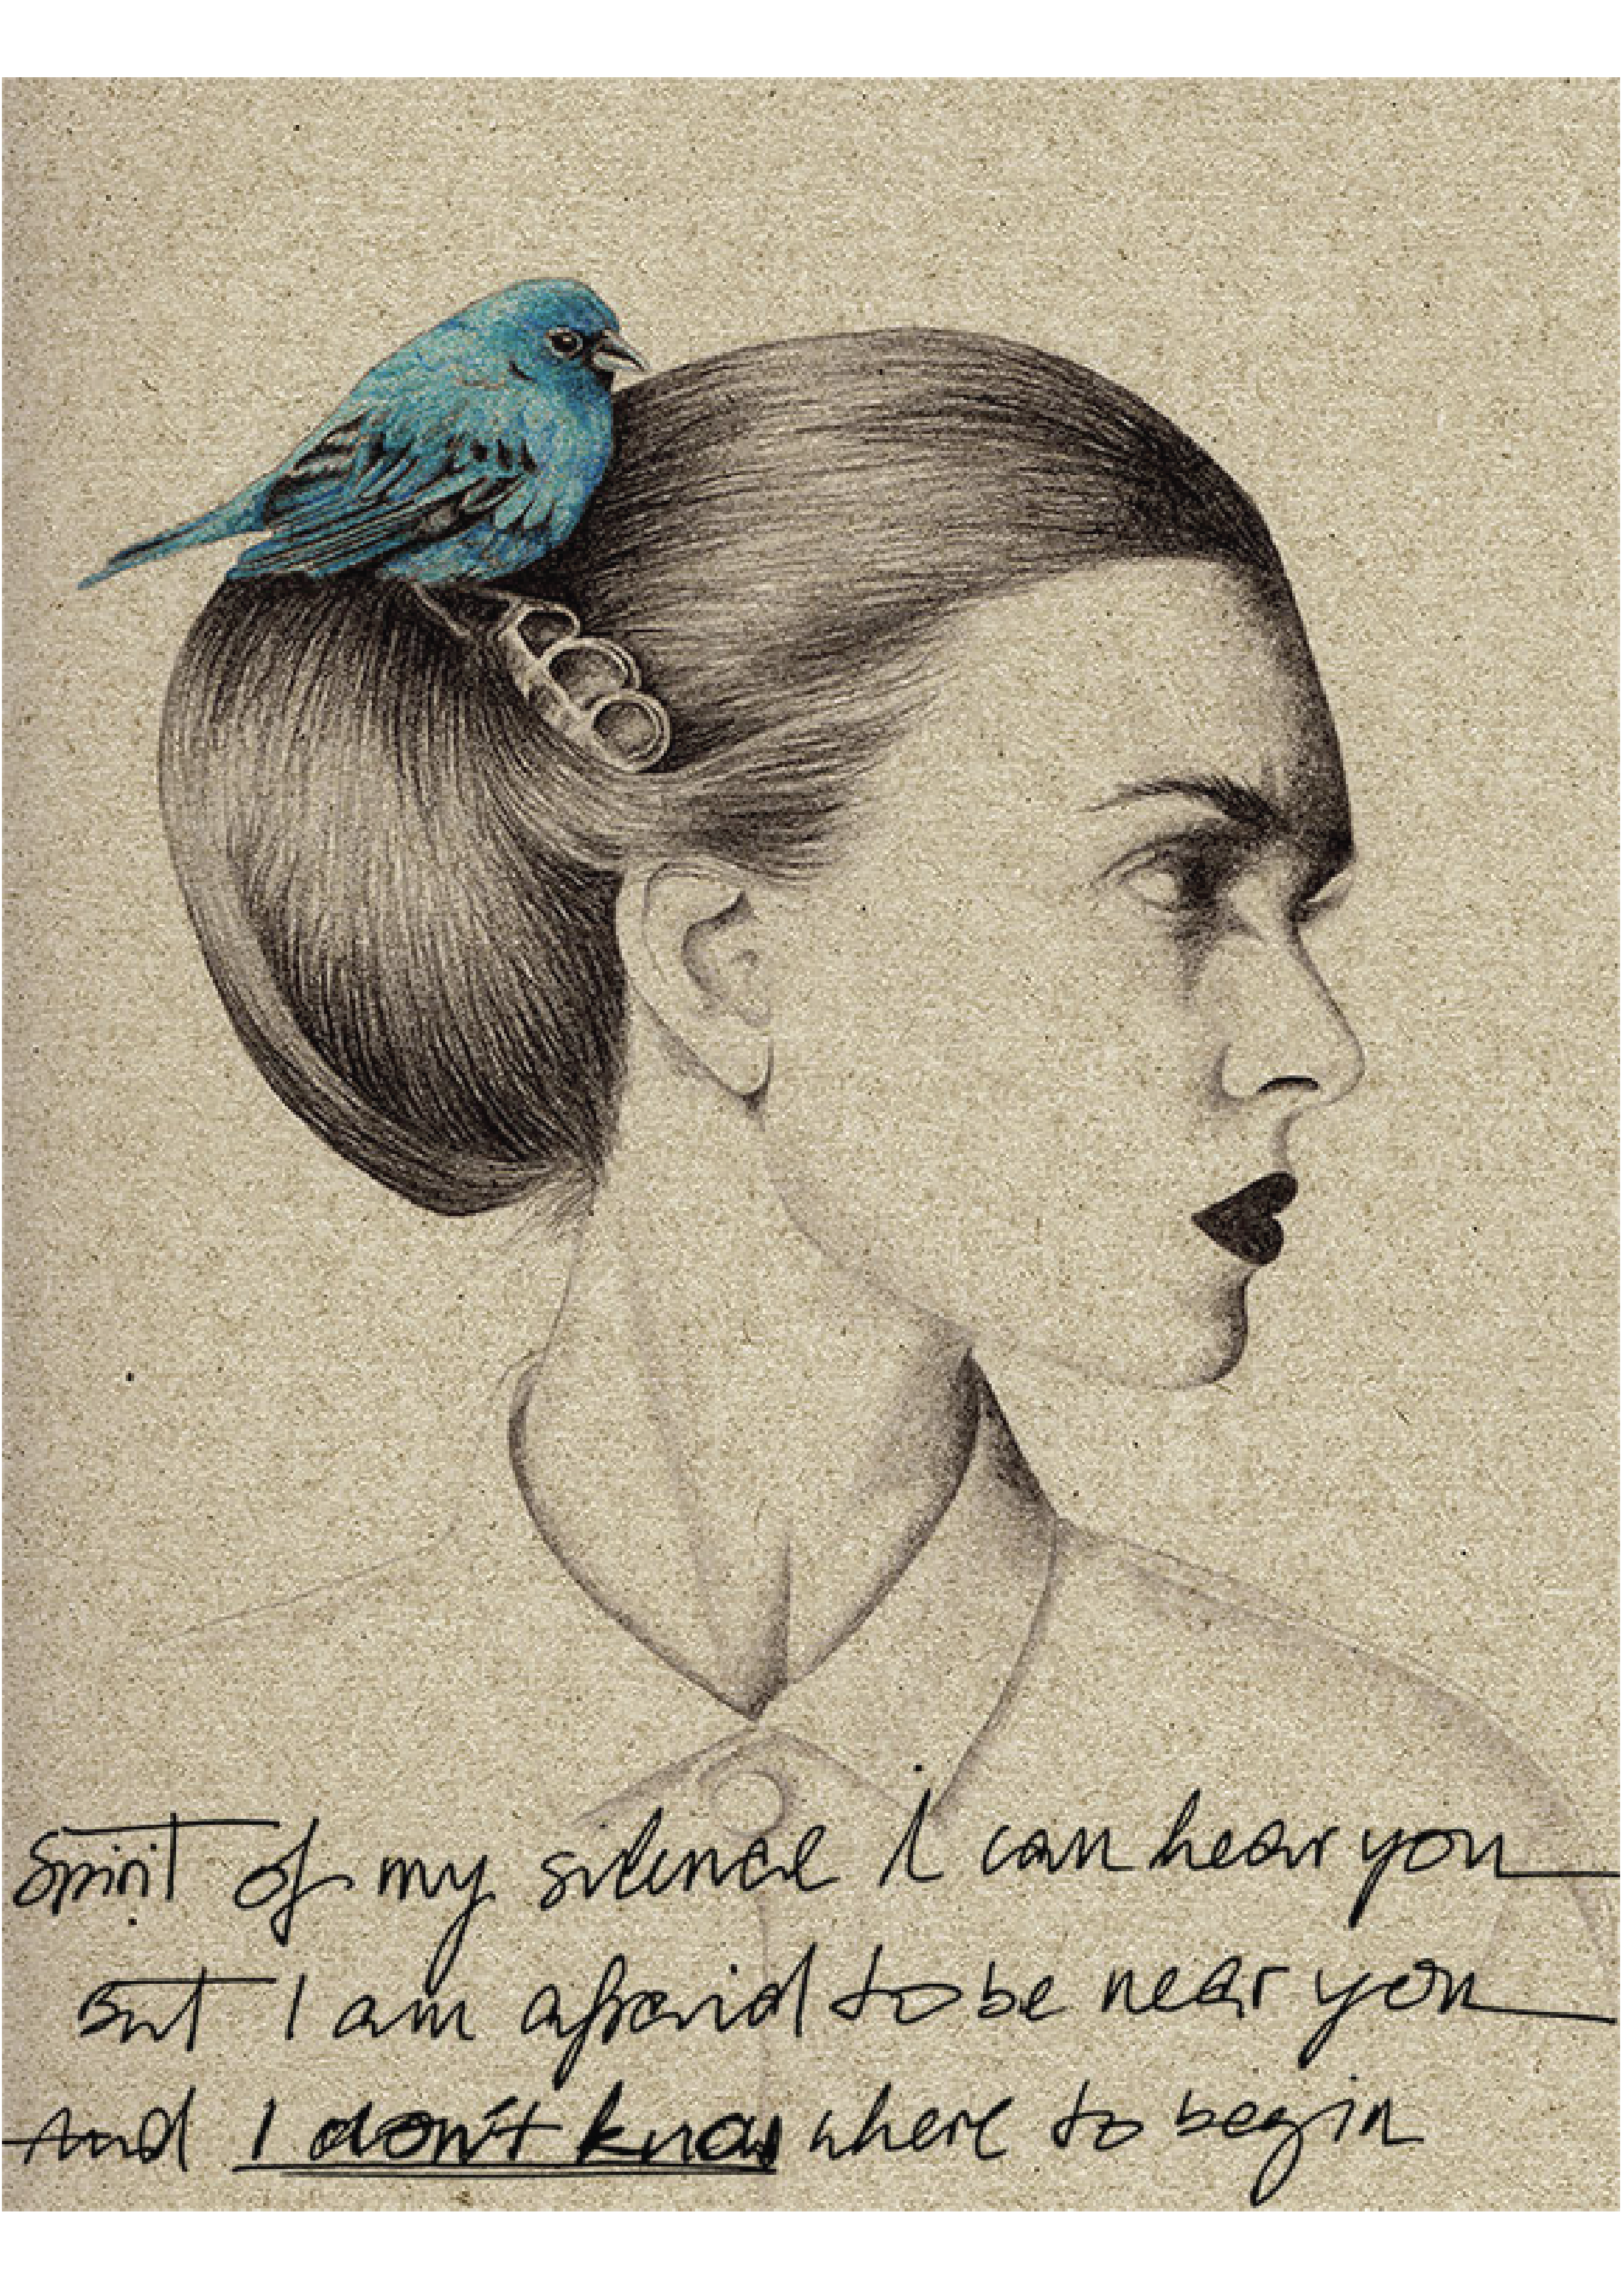 Spirit of my silence I can hear you
But I am afraid to be near you
And I don't know where to begin